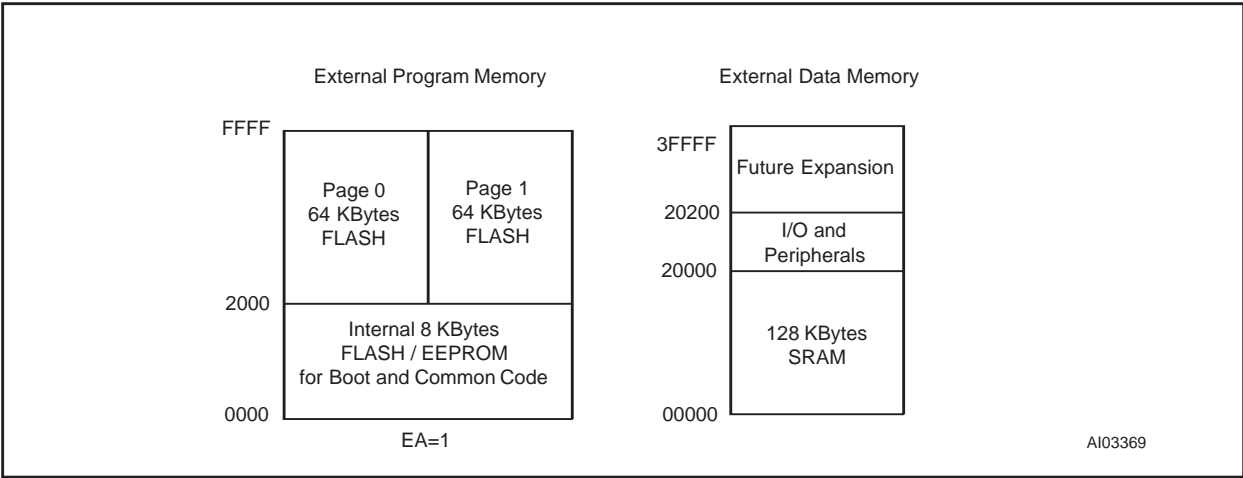 External Program Memory
FFFF
Page 0
64 KBytes
FLASH
Page 1
64 KBytes
FLASH
2000
Internal 8 KBytes
FLASH / EEPROM
for Boot and Common Code
0000
EA=1
External Data Memory
3FFFF
Future Expansion
20200
I/O and
Peripherals
20000
128 KBytes
SRAM
00000
AI03369